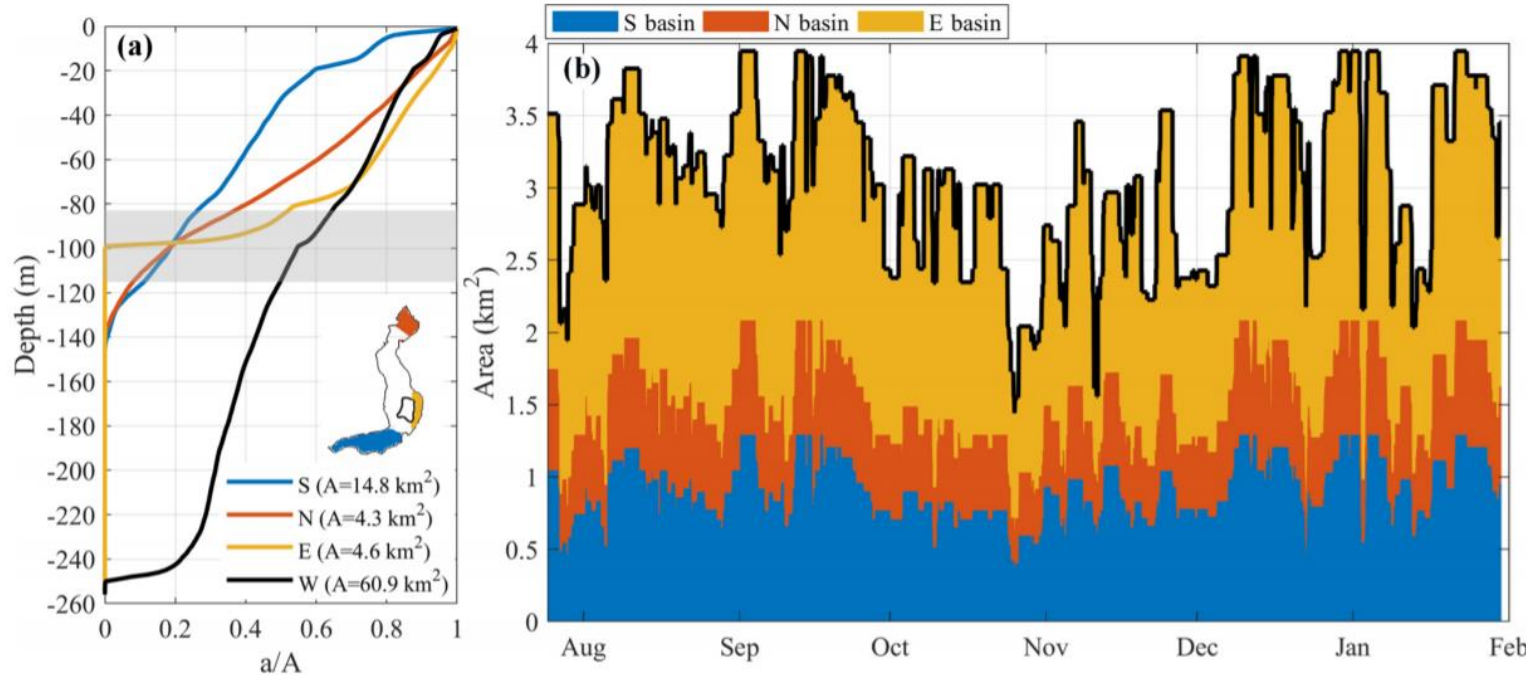 S basin N basin E basin
(a)
0
-20
-40
-60
-80
-100
-120
-140
-160
-180
-200
-220
-240
-260
Depth (m)
S (A=14.8 km²)
N (A=4.3 km²)
E (A=4.6 km²)
W (A=60.9 km²)
0 0.2 0.4 0.6 0.8 1
a/A
(b)
4
3.5
3
2.5
2
1.5
1
0.5
0
Area (km²)
Aug Sep Oct Nov Dec Jan Feb